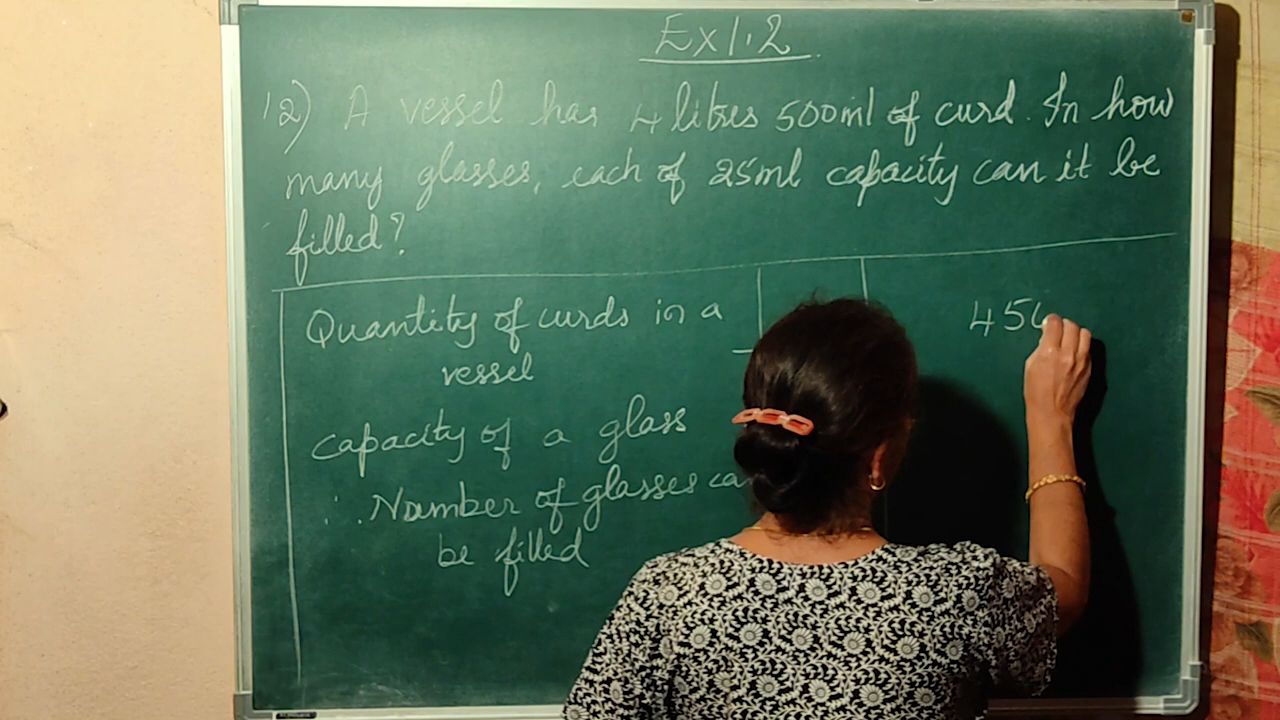 Ex 1.2
12) A vessel has 4 litres 500ml of curd. In how
many glasses, each of 25ml capacity can it be
filled?
Quantity of curds in a
vessel
450
capacity of a glass
∴ Number of glasses can
be filled